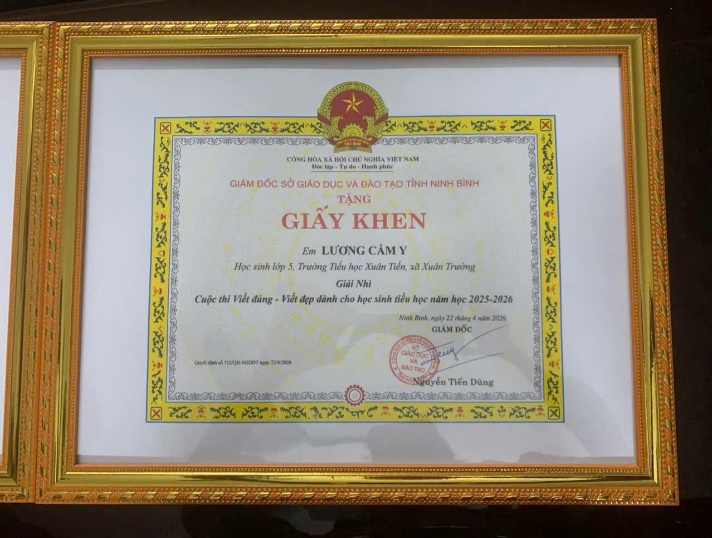 CỘNG HÒA XÃ HỘI CHỦ NGHĨA VIỆT NAM
Độc lập - Tự do - Hạnh phúc
GIÁM ĐỐC SỞ GIÁO DỤC VÀ ĐÀO TẠO TỈNH NINH BÌNH
TẶNG
GIẤY KHEN
Em LƯƠNG CẨM Y
Học sinh lớp 5, Trường Tiểu học Xuân Tiến, xã Xuân Trường
Giải Nhì
Cuộc thi Viết đúng - Viết đẹp dành cho học sinh tiểu học năm học 2025-2026
Ninh Bình, ngày 22 tháng 4 năm 2026
GIÁM ĐỐC
SỞ
GIÁO DỤC
VÀ
ĐÀO TẠO
Quyết định số 712/QĐ-SGDĐT ngày 22/4/2026
Nguyễn Tiến Dũng